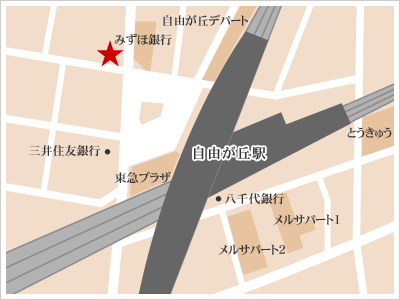 自由が丘デパート
みずほ銀行
とうきゅう
三井住友銀行
自由が丘駅
東急プラザ
八千代銀行
メルサパート1
メルサパート2